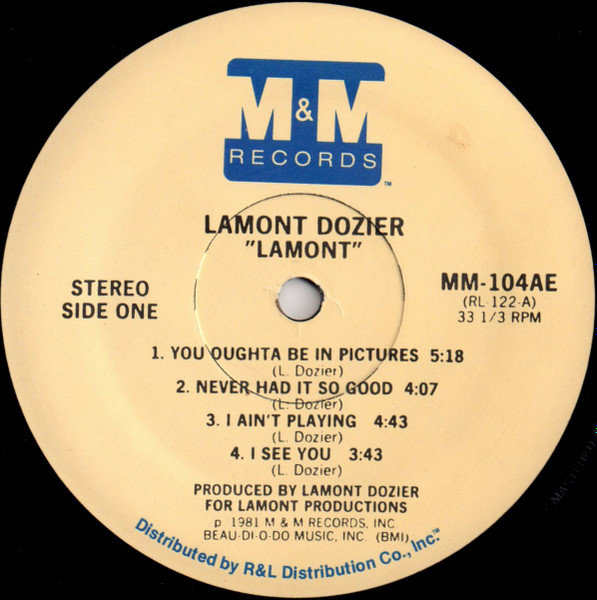 M&M
RECORDS
™
LAMONT DOZIER
"LAMONT"
STEREO
SIDE ONE
MM-104AE
(RL-122-A)
33 1/3 RPM
1. YOU OUGHTA BE IN PICTURES 5:18
(L. Dozier)
2. NEVER HAD IT SO GOOD 4:07
(L. Dozier)
3. I AIN'T PLAYING 4:43
(L. Dozier)
4. I SEE YOU 3:43
(L. Dozier)
PRODUCED BY LAMONT DOZIER
FOR LAMONT PRODUCTIONS
p 1981 M & M RECORDS, INC
BEAU-DI-O-DO MUSIC, INC. (BMI)
Distributed by R&L Distribution Co., Inc.™